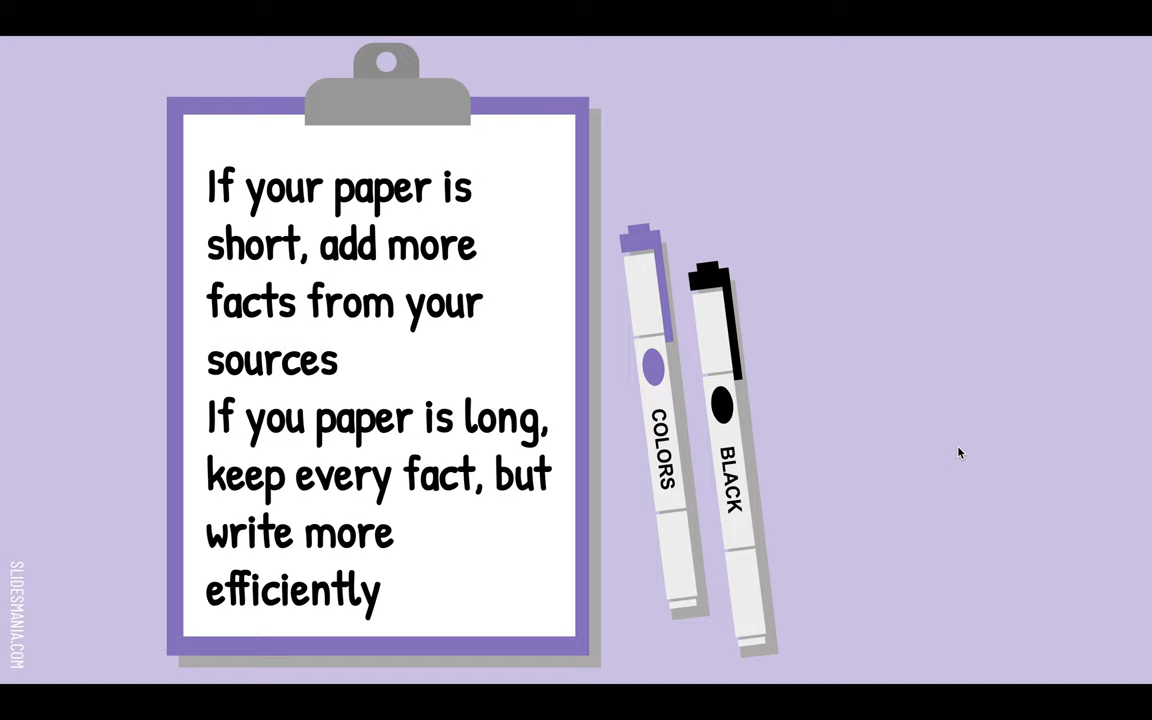 If your paper is
short, add more
facts from your
sources
If you paper is long,
keep every fact, but
write more
efficiently
COLORS
BLACK
SLIDESMANIA.COM